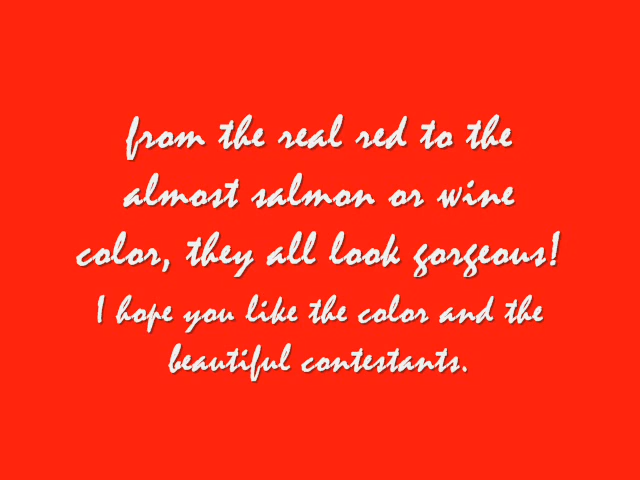 from the real red to the
almost salmon or wine
color, they all look gorgeous!
I hope you like the color and the
beautiful contestants.